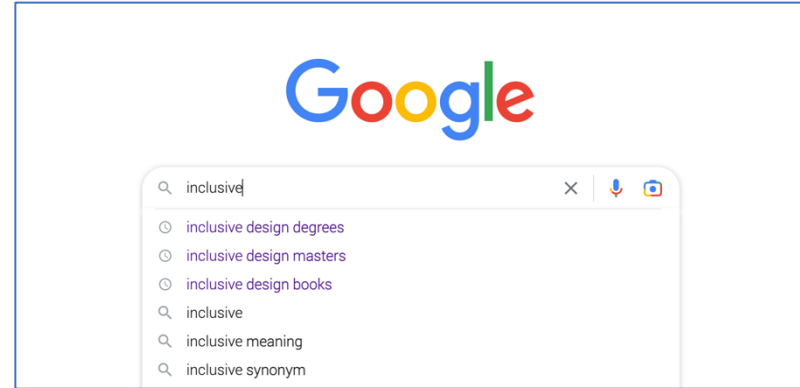 Google
inclusive
inclusive design degrees
inclusive design masters
inclusive design books
inclusive
inclusive meaning
inclusive synonym